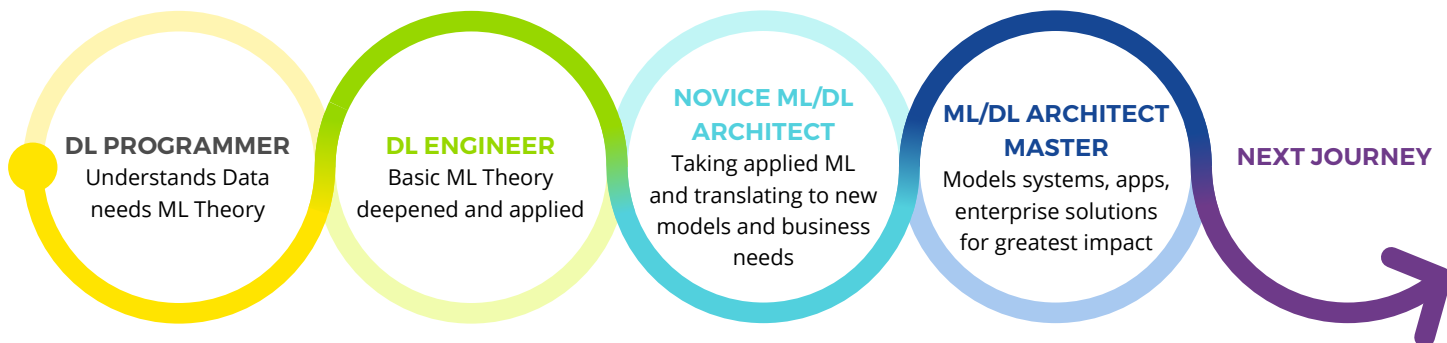 DL PROGRAMMER
Understands Data
needs ML Theory
DL ENGINEER
Basic ML Theory
deepened and applied
NOVICE ML/DL
ARCHITECT
Taking applied ML
and translating to new
models and business
needs
ML/DL ARCHITECT
MASTER
Models systems, apps,
enterprise solutions
for greatest impact
NEXT JOURNEY